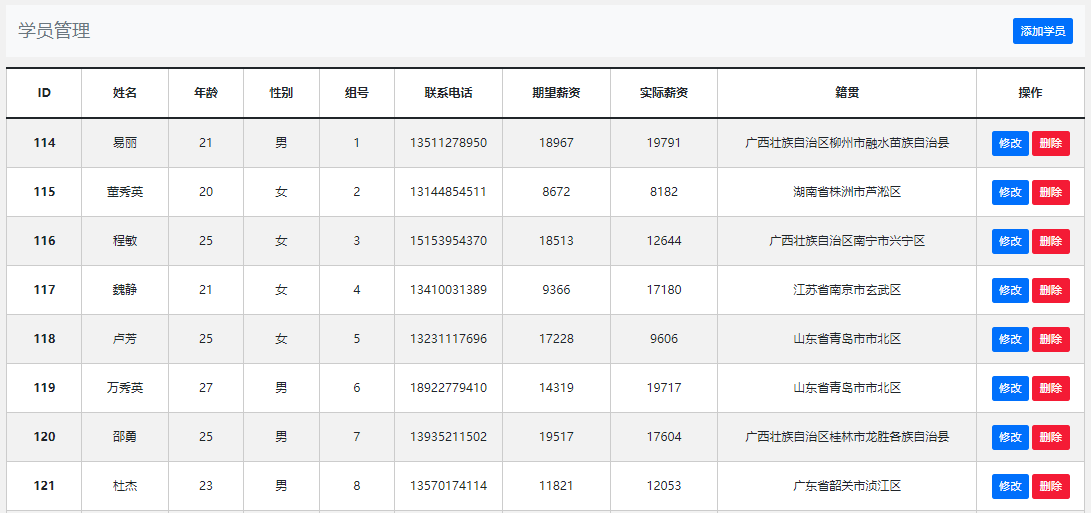 学员管理
添加学员
ID 姓名 年龄 性别 组号 联系电话 期望薪资 实际薪资 籍贯 操作
114 易丽 21 男 1 13511278950 18967 19791 广西壮族自治区柳州市融水苗族自治县 修改 删除
115 董秀英 20 女 2 13144854511 8672 8182 湖南省株洲市芦淞区 修改 删除
116 程敏 25 女 3 15153954370 18513 12644 广西壮族自治区南宁市兴宁区 修改 删除
117 魏静 21 女 4 13410031389 9366 17180 江苏省南京市玄武区 修改 删除
118 卢芳 25 女 5 13231117696 17228 9606 山东省青岛市市北区 修改 删除
119 万秀英 27 男 6 18922779410 14319 19717 山东省青岛市市北区 修改 删除
120 邵勇 25 男 7 13935211502 19517 17604 广西壮族自治区桂林市龙胜各族自治县 修改 删除
121 杜杰 23 男 8 13570174114 11821 12053 广东省韶关市浈江区 修改 删除